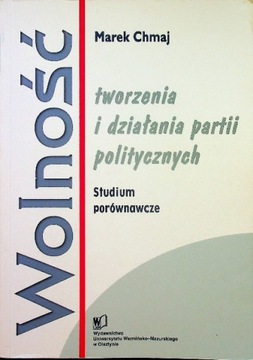 Marek Chmaj
Wolność
tworzenia
i działania partii
politycznych
Studium
porównawcze
Wydawnictwo
Uniwersytetu Warmińsko-Mazurskiego
w Olsztynie